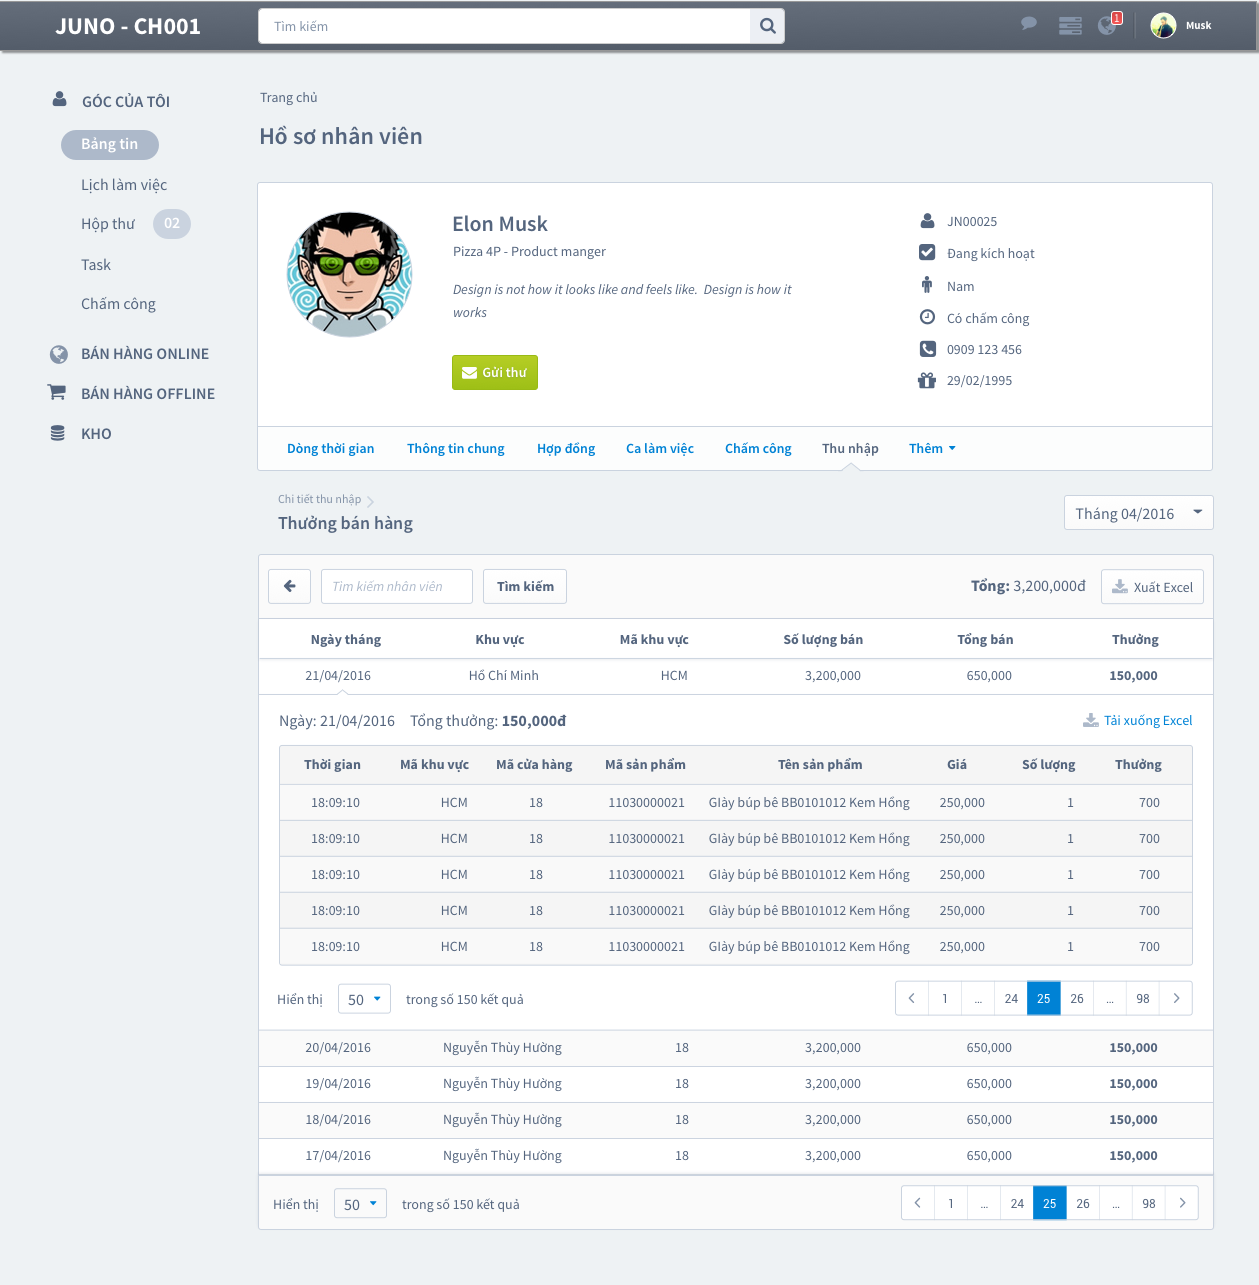 JUNO - CH001
Tìm kiếm
1
Musk
GÓC CỦA TÔI
Bảng tin
Lịch làm việc
Hộp thư 02
Task
Chấm công
BÁN HÀNG ONLINE
BÁN HÀNG OFFLINE
KHO
Trang chủ
Hồ sơ nhân viên
Elon Musk
Pizza 4P - Product manger
Design is not how it looks like and feels like. Design is how it
works
Gửi thư
JN00025
Đang kích hoạt
Nam
Có chấm công
0909 123 456
29/02/1995
Dòng thời gian Thông tin chung Hợp đồng Ca làm việc Chấm công Thu nhập Thêm
Chi tiết thu nhập
Thưởng bán hàng
Tháng 04/2016
Tìm kiếm nhân viên Tìm kiếm Tổng: 3,200,000đ Xuất Excel
Ngày tháng Khu vực Mã khu vực Số lượng bán Tổng bán Thưởng
21/04/2016 Hồ Chí Minh HCM 3,200,000 650,000 150,000
Ngày: 21/04/2016 Tổng thưởng: 150,000đ Tải xuống Excel
Thời gian Mã khu vực Mã cửa hàng Mã sản phẩm Tên sản phẩm Giá Số lượng Thưởng
18:09:10 HCM 18 11030000021 GIày búp bê BB0101012 Kem Hồng 250,000 1 700
18:09:10 HCM 18 11030000021 GIày búp bê BB0101012 Kem Hồng 250,000 1 700
18:09:10 HCM 18 11030000021 GIày búp bê BB0101012 Kem Hồng 250,000 1 700
18:09:10 HCM 18 11030000021 GIày búp bê BB0101012 Kem Hồng 250,000 1 700
18:09:10 HCM 18 11030000021 GIày búp bê BB0101012 Kem Hồng 250,000 1 700
Hiển thị 50 trong số 150 kết quả 1 ... 24 25 26 ... 98
20/04/2016 Nguyễn Thùy Hường 18 3,200,000 650,000 150,000
19/04/2016 Nguyễn Thùy Hường 18 3,200,000 650,000 150,000
18/04/2016 Nguyễn Thùy Hường 18 3,200,000 650,000 150,000
17/04/2016 Nguyễn Thùy Hường 18 3,200,000 650,000 150,000
Hiển thị 50 trong số 150 kết quả 1 ... 24 25 26 ... 98